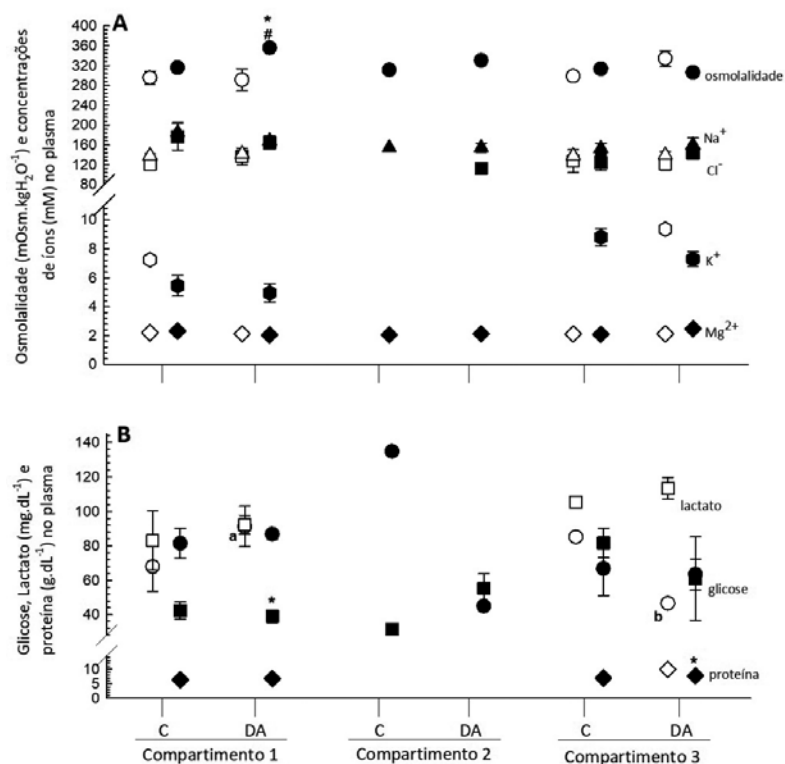 A
Osmolalidade (mOsm.kgH₂O⁻¹) e concentrações
de íons (mM) no plasma
400
360
320
280
240
200
160
120
80
10
8
6
4
2
0
*
#
osmolalidade
Na⁺
Cl⁻
K⁺
Mg²⁺
B
Glicose, Lactato (mg.dL⁻¹) e
proteína (g.dL⁻¹) no plasma
140
120
100
80
60
40
10
5
0
a
*
b
*
lactato
glicose
proteína
C DA C DA C DA
Compartimento 1 Compartimento 2 Compartimento 3